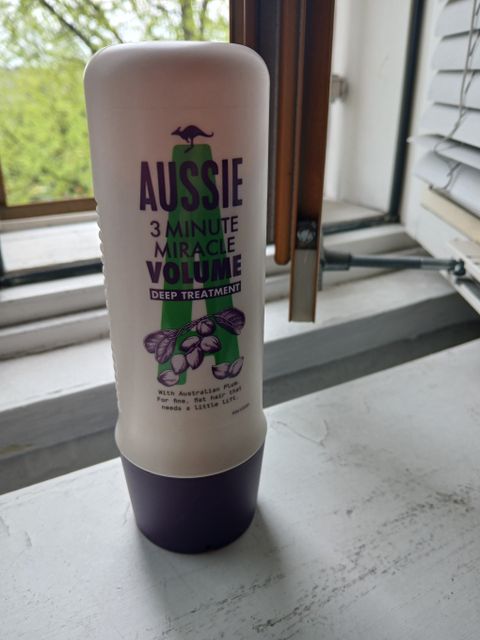 AUSSIE
3 MINUTE
MIRACLE
VOLUME
DEEP TREATMENT
With Australian Plum.
For fine, flat hair that
needs a little lift.